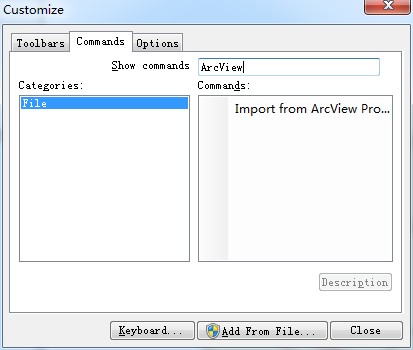 Customize
Toolbars Commands Options
Show commands ArcView
Categories: Commands:
File Import from ArcView Pro...
Description
Keyboard... Add From File... Close